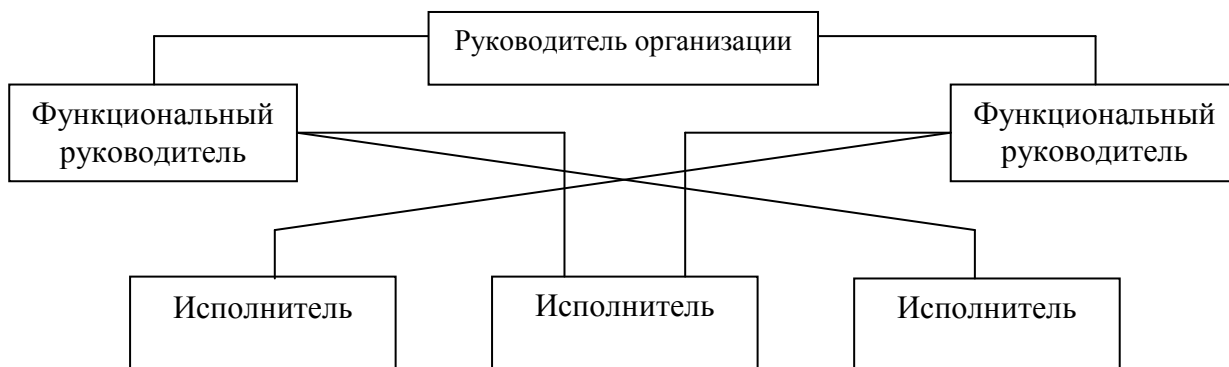 Руководитель организации
Функциональный
руководитель
Функциональный
руководитель
Исполнитель
Исполнитель
Исполнитель